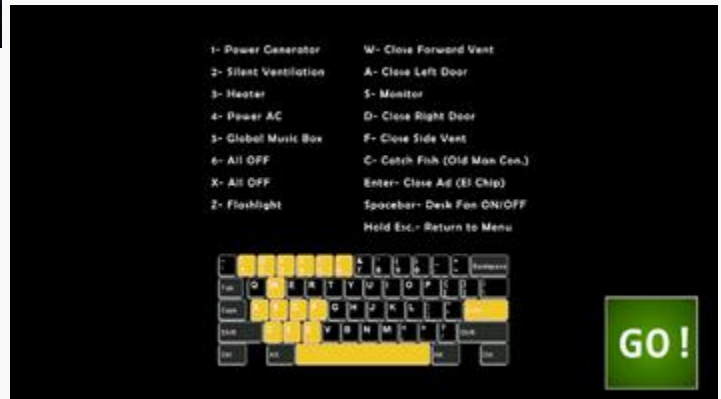 1- Power Generator
2- Silent Ventilation
3- Heater
4- Power AC
5- Global Music Box
6- All OFF
X- All OFF
Z- Flashlight
W- Close Forward Vent
A- Close Left Door
S- Monitor
D- Close Right Door
F- Close Side Vent
C- Catch Fish (Old Man Con.)
Enter- Close Ad (El Chip)
Spacebar- Desk Fan ON/OFF
Hold Esc.- Return to Menu
Q W E R T Y U I O P
G H J K L
V B N M
GO!